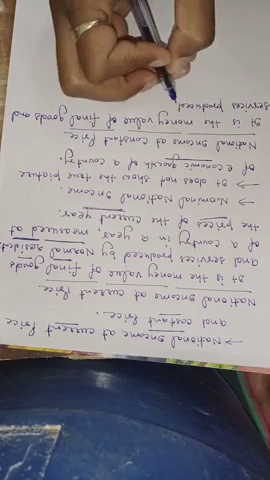 → National Income at current Price
and constant Price.
National Income at current Price.
It is the money value of final goods
and services produced by Normal residents
of a country in a year, measured at
the prices of the current year.
→ Nominal National Income.
→ It does not show the true picture
of economic growth of a country.
National Income at constant Price.
It is the money value of final goods and
services produced